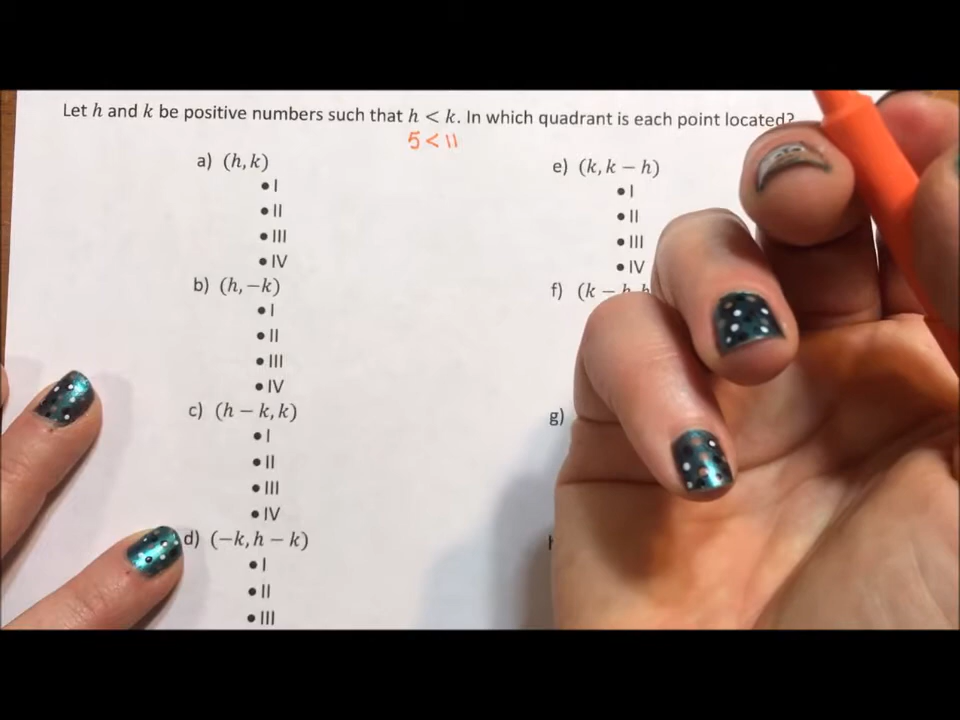 Let h and k be positive numbers such that h < k. In which quadrant is each point located?
5 < 11
a) (h, k)
• I
• II
• III
• IV
b) (h, −k)
• I
• II
• III
• IV
c) (h − k, k)
• I
• II
• III
• IV
d) (−k, h − k)
• I
• II
• III
e) (k, k − h)
• I
• II
• III
• IV
f) (k −
g)